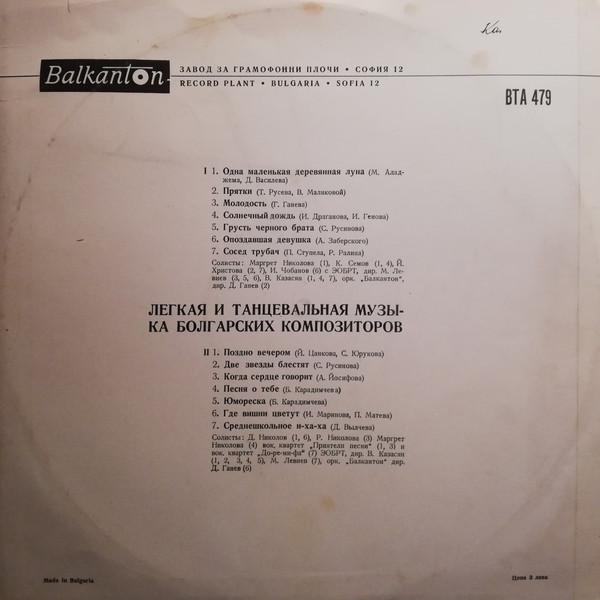 Balkanton
ЗАВОД ЗА ГРАМОФОННИ ПЛОЧИ • СОФИЯ 12
RECORD PLANT • BULGARIA • SOFIA 12
ВТА 479
I 1. Одна маленькая деревянная луна (М. Алад-
жема, Д. Василева)
2. Прятки (Т. Русева, В. Маляковой)
3. Молодость (Г. Ганева)
4. Солнечный дождь (И. Драганова, И. Генова)
5. Грусть черного брата (С. Русинова)
6. Опоздавшая девушка (А. Заберского)
7. Сосед трубач (П. Ступела, Р. Ралина)
Солисты: Маргрет Николова (1), К. Семов (1, 4), Й.
Христова (2, 7), И. Чобанов (6) с ЭОБРТ, дир. М. Ле-
виев (3, 5, 6), В. Казасян (1, 4, 7), орк. „Балкантон“,
дир. Д. Ганев (2)
ЛЕГКАЯ И ТАНЦЕВАЛЬНАЯ МУЗЫ-
КА БОЛГАРСКИХ КОМПОЗИТОРОВ
II 1. Поздно вечером (Й. Цанкова, С. Юрукова)
2. Две звезды блестят (С. Русинова)
3. Когда сердце говорит (А. Йосифова)
4. Песня о тебе (Б. Карадимчева)
5. Юмореска (Б. Карадимчева)
6. Где вишни цветут (И. Маринова, П. Матева)
7. Среднешкольное и-ха-ха (Д. Вылчева)
Солисты: Д. Николов (1, 6), Р. Николова (3) Маргрет
Николова (4) вок. квартет „Приятели песни“ (1, 3) и
вок. квартет „До-ре-ми-фа“ (7) ЭОБРТ, дир. В. Казасян
(1, 2, 3, 4, 5), М. Левиев (7), орк. „Балкантон“ дир.
Д. Ганев (6)
Made in Bulgaria
Цена 3 лева